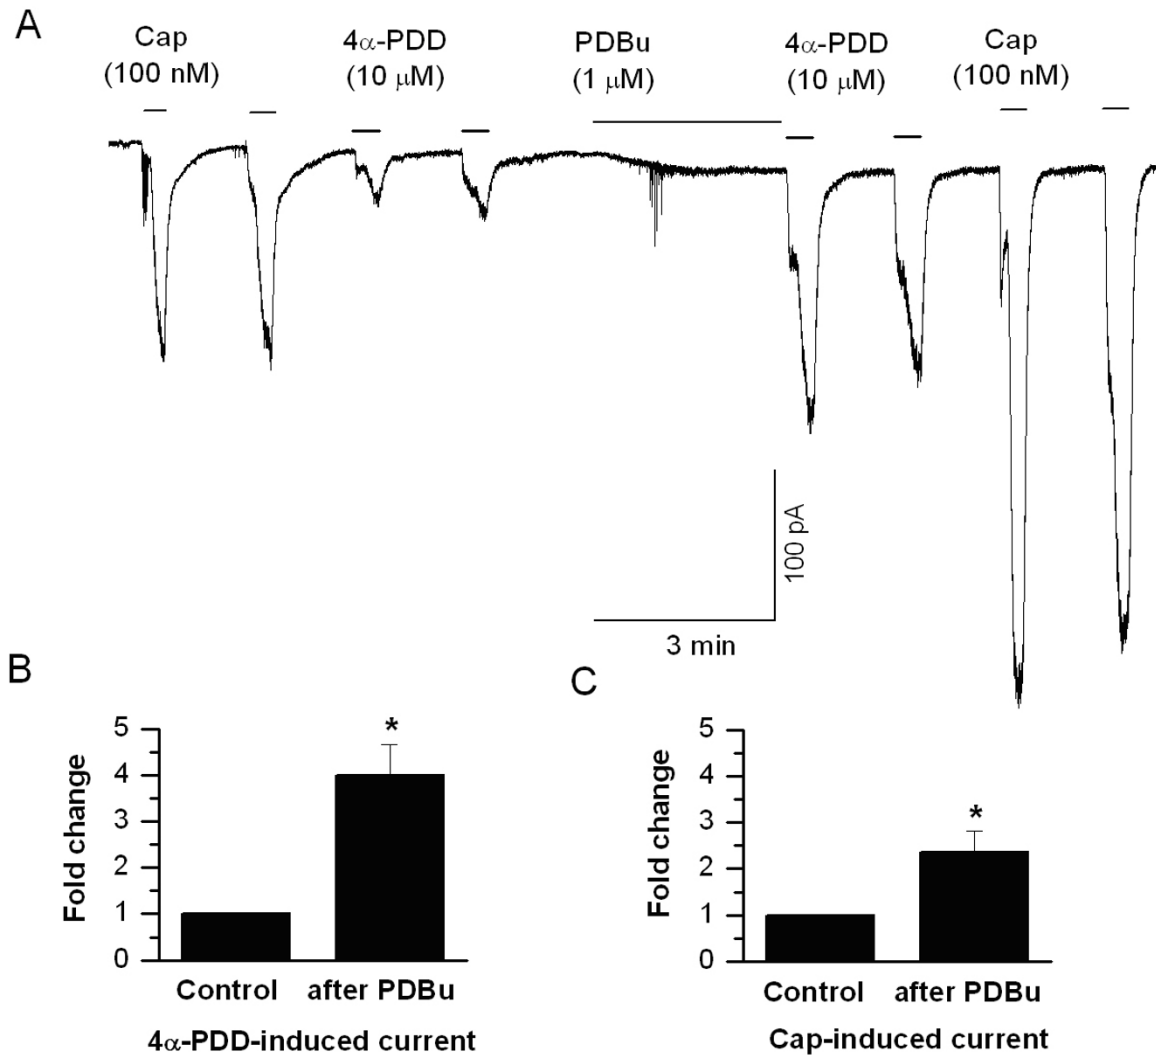 A
Cap
(100 nM)
4α-PDD
(10 μM)
PDBu
(1 μM)
4α-PDD
(10 μM)
Cap
(100 nM)
100 pA
3 min
B
Fold change
5
4
3
2
1
0
*
Control
after PDBu
4α-PDD-induced current
C
Fold change
5
4
3
2
1
0
*
Control
after PDBu
Cap-induced current